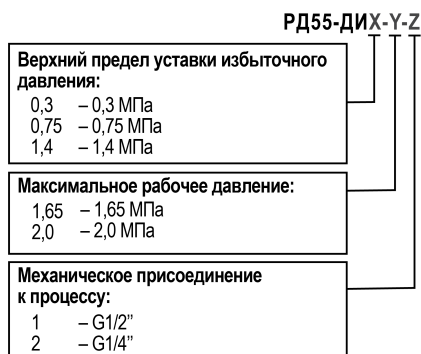 РД55-ДИX-Y-Z
Верхний предел уставки избыточного
давления:
0,3 – 0,3 МПа
0,75 – 0,75 МПа
1,4 – 1,4 МПа
Максимальное рабочее давление:
1,65 – 1,65 МПа
2,0 – 2,0 МПа
Механическое присоединение
к процессу:
1 – G1/2”
2 – G1/4”